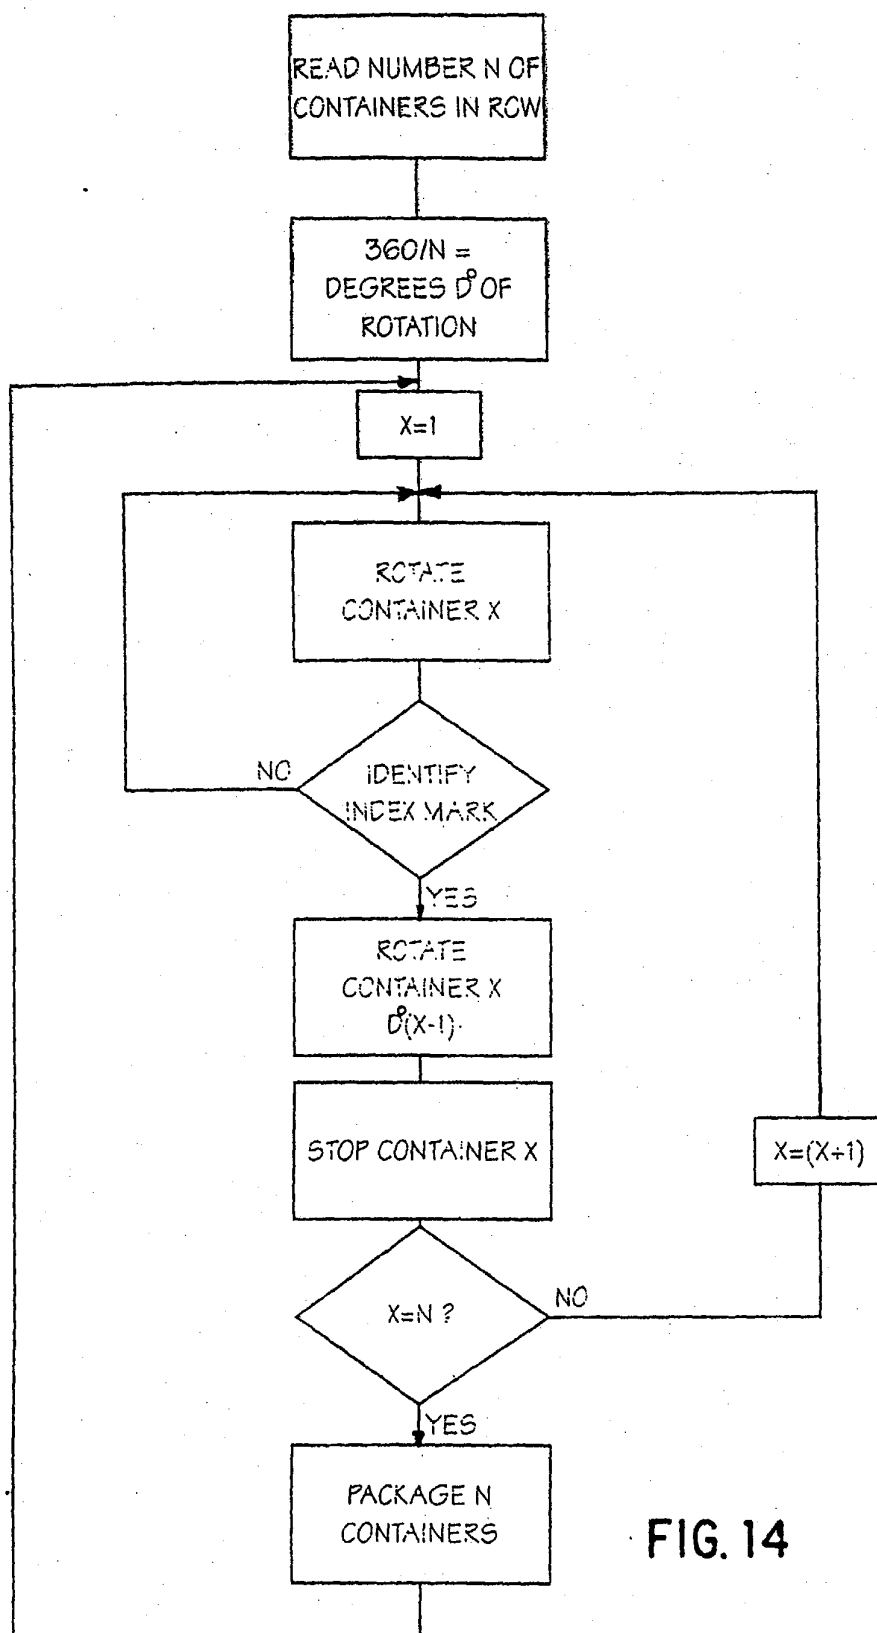 READ NUMBER N OF
CONTAINERS IN ROW
360/N =
DEGREES D° OF
ROTATION
X=1
ROTATE
CONTAINER X
NO
IDENTIFY
INDEX MARK
YES
ROTATE
CONTAINER X
D°(X-1)
STOP CONTAINER X
X=(X+1)
X=N ?
NO
YES
PACKAGE N
CONTAINERS
FIG. 14